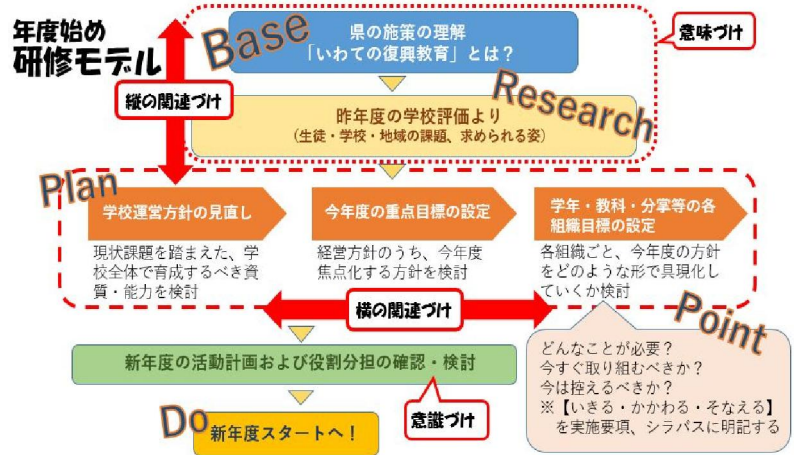 年度始め
研修モデル
Base
県の施策の理解
「いわての復興教育」とは？
意味づけ
縦の関連づけ
Research
昨年度の学校評価より
(生徒・学校・地域の課題、求められる姿)
Plan
学校運営方針の見直し
現状課題を踏まえた、学
校全体で育成するべき資
質・能力を検討
今年度の重点目標の設定
経営方針のうち、今年度
焦点化する方針を検討
学年・教科・分掌等の各
組織目標の設定
各組織ごと、今年度の方針
をどのような形で具現化し
ていくか検討
横の関連づけ
Point
どんなことが必要？
今すぐ取り組むべきか？
今は控えるべきか？
※【いきる・かかわる・そなえる】
を実施要項、シラバスに明記する
新年度の活動計画および役割分担の確認・検討
意識づけ
Do
新年度スタートへ！